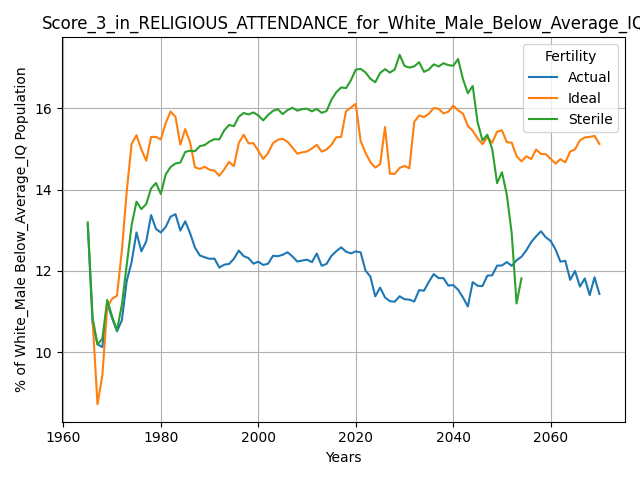 Score_3_in_RELIGIOUS_ATTENDANCE_for_White_Male_Below_Average_IQ
% of White_Male Below_Average_IQ Population
16
14
12
10
Fertility
Actual
Ideal
Sterile
1960 1980 2000 2020 2040 2060
Years